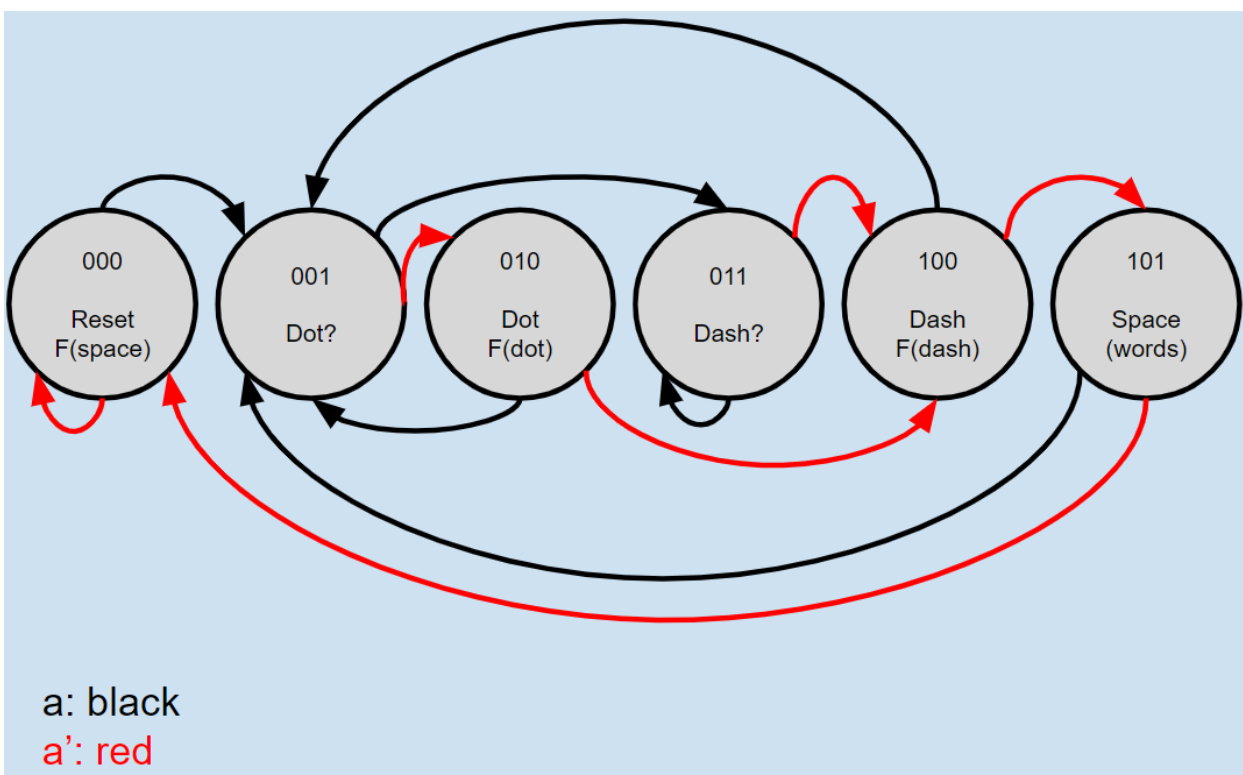 000
Reset
F(space)
001
Dot?
010
Dot
F(dot)
011
Dash?
100
Dash
F(dash)
101
Space
(words)
a: black
a’: red